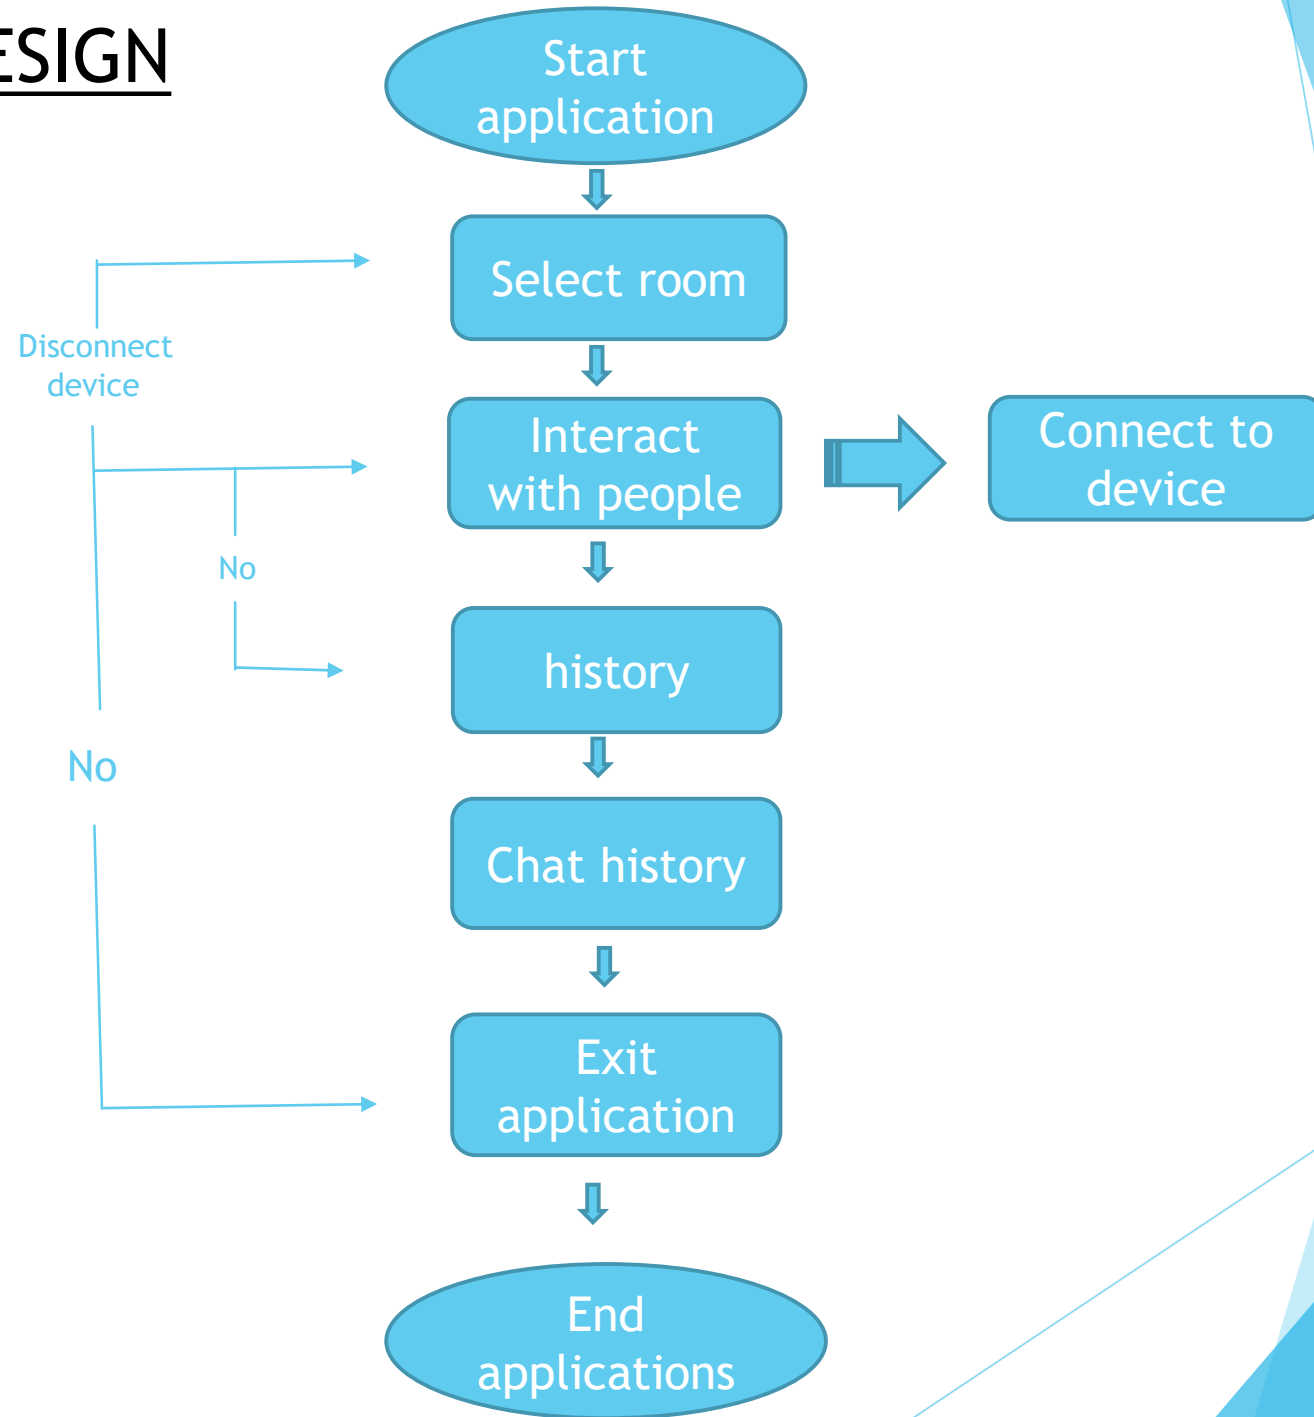 ESIGN
Start
application
Select room
Disconnect
device
Interact
with people
Connect to
device
No
history
No
Chat history
Exit
application
End
applications